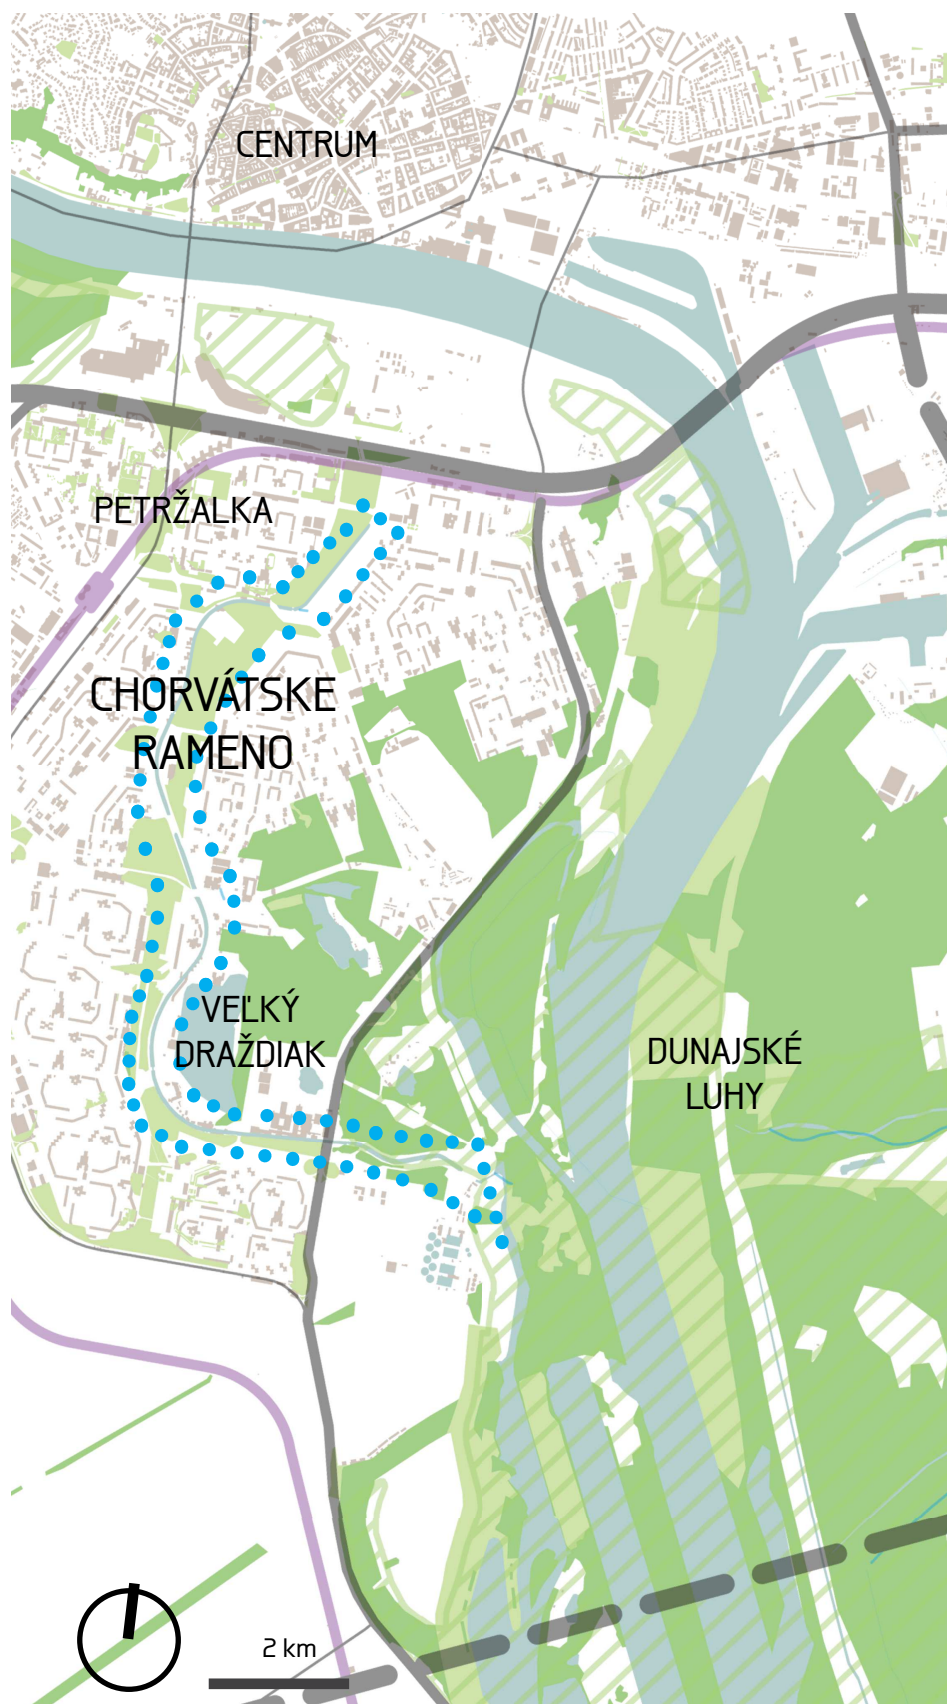 CENTRUM
PETRŽALKA
CHORVÁTSKE
RAMENO
VEĽKÝ
DRAŽDIAK
DUNAJSKÉ
LUHY
2 km